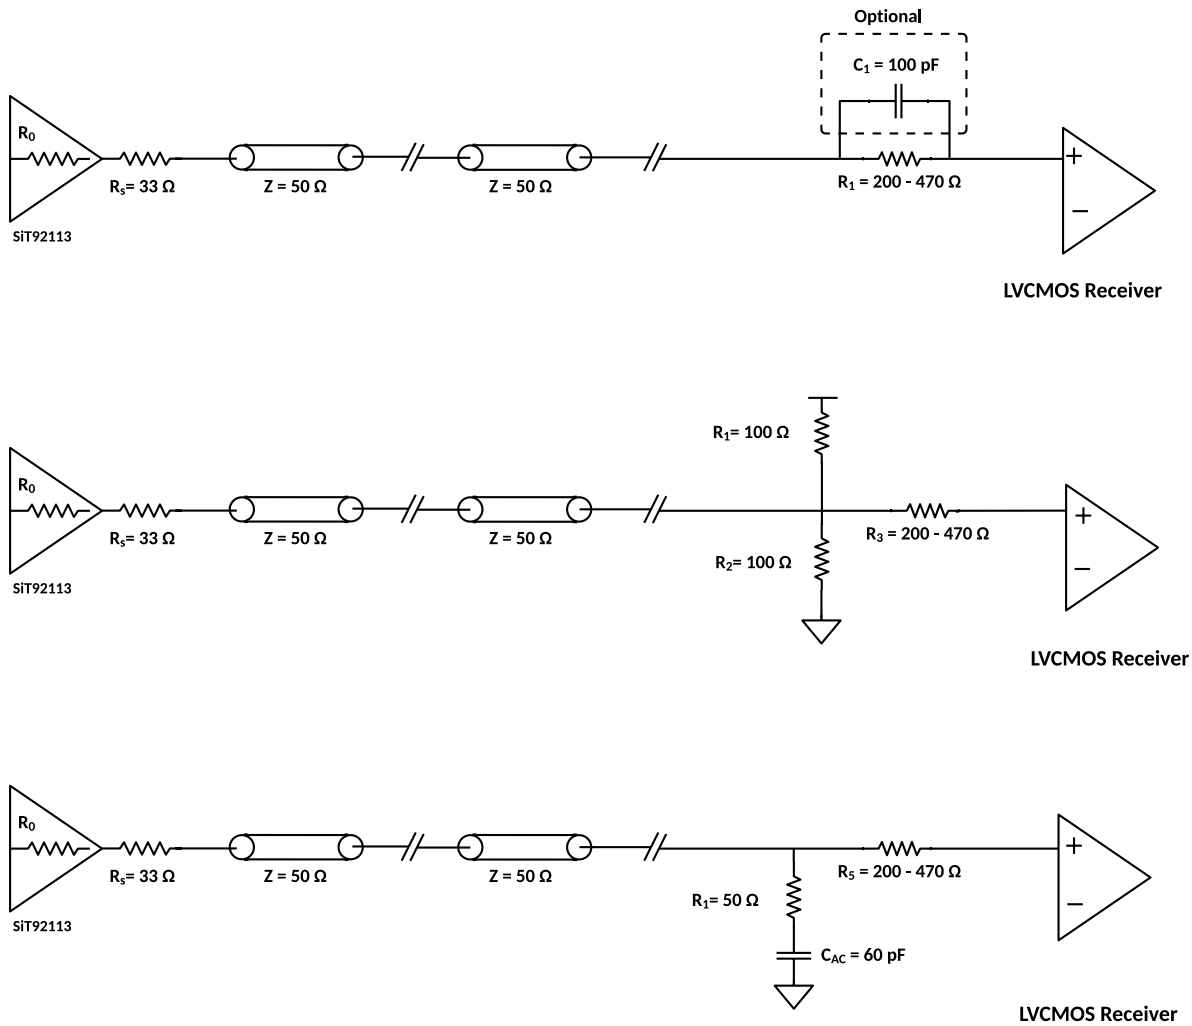 Optional
C₁ = 100 pF
R₀
+
Rₛ= 33 Ω
Z = 50 Ω
Z = 50 Ω
R₁ = 200 - 470 Ω
−
SiT92113
LVCMOS Receiver
R₁= 100 Ω
R₀
+
Rₛ= 33 Ω
Z = 50 Ω
Z = 50 Ω
R₃ = 200 - 470 Ω
R₂= 100 Ω
−
SiT92113
LVCMOS Receiver
R₀
+
Rₛ= 33 Ω
Z = 50 Ω
Z = 50 Ω
R₅ = 200 - 470 Ω
R₁= 50 Ω
−
SiT92113
C_AC = 60 pF
LVCMOS Receiver